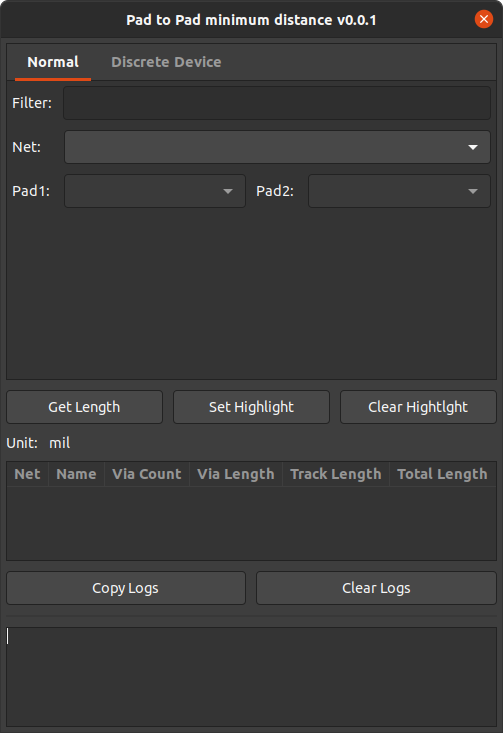 Pad to Pad minimum distance v0.0.1
Normal Discrete Device
Filter:
Net:
Pad1: Pad2:
Get Length Set Highlight Clear Hightlght
Unit: mil
Net Name Via Count Via Length Track Length Total Length
Copy Logs Clear Logs